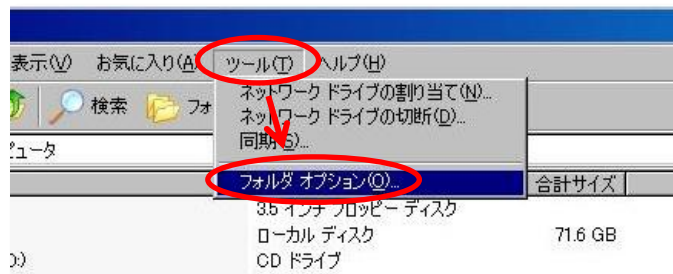 表示(V) お気に入り(A) ツール(T) ヘルプ(H)
検索 フォ
ネットワーク ドライブの割り当て(N)...
ネットワーク ドライブの切断(D)...
同期(S)...
ピュータ
フォルダ オプション(O)...
合計サイズ
3.5 インチ フロッピー ディスク
ローカル ディスク 71.6 GB
D:) CD ドライブ